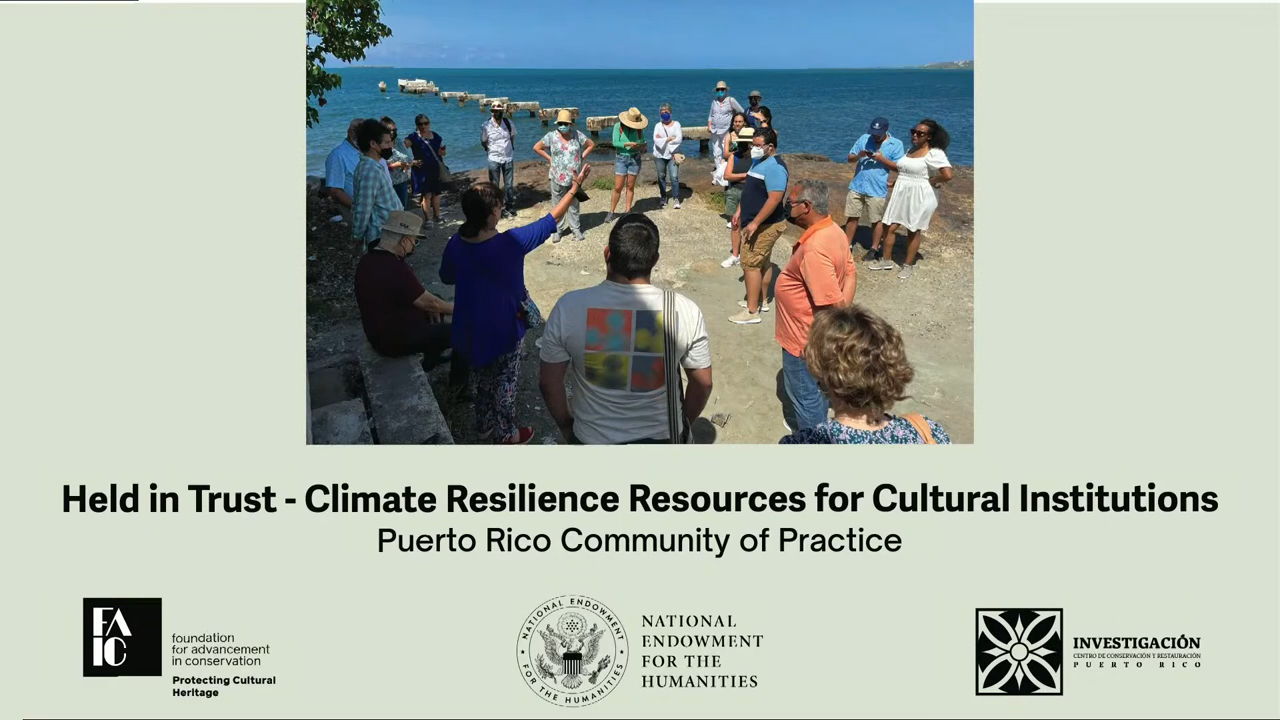 Held in Trust - Climate Resilience Resources for Cultural Institutions
Puerto Rico Community of Practice
FAIC
foundation
for advancement
in conservation
Protecting Cultural
Heritage
NATIONAL ENDOWMENT
FOR THE HUMANITIES
NATIONAL
ENDOWMENT
FOR THE
HUMANITIES
INVESTIGACIÓN
CENTRO DE CONSERVACIÓN Y RESTAURACIÓN
PUERTO RICO